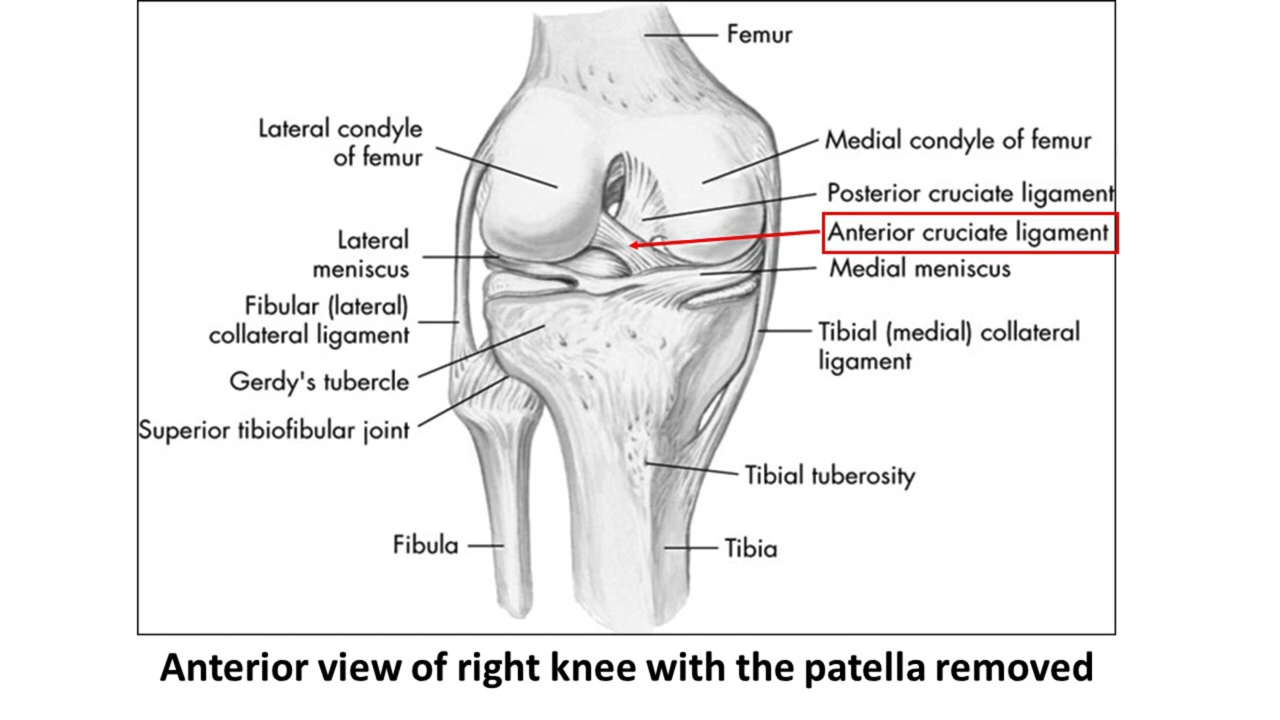 Femur
Lateral condyle
of femur
Medial condyle of femur
Posterior cruciate ligament
Anterior cruciate ligament
Lateral
meniscus
Medial meniscus
Fibular (lateral)
collateral ligament
Tibial (medial) collateral
ligament
Gerdy's tubercle
Superior tibiofibular joint
Tibial tuberosity
Fibula
Tibia
Anterior view of right knee with the patella removed